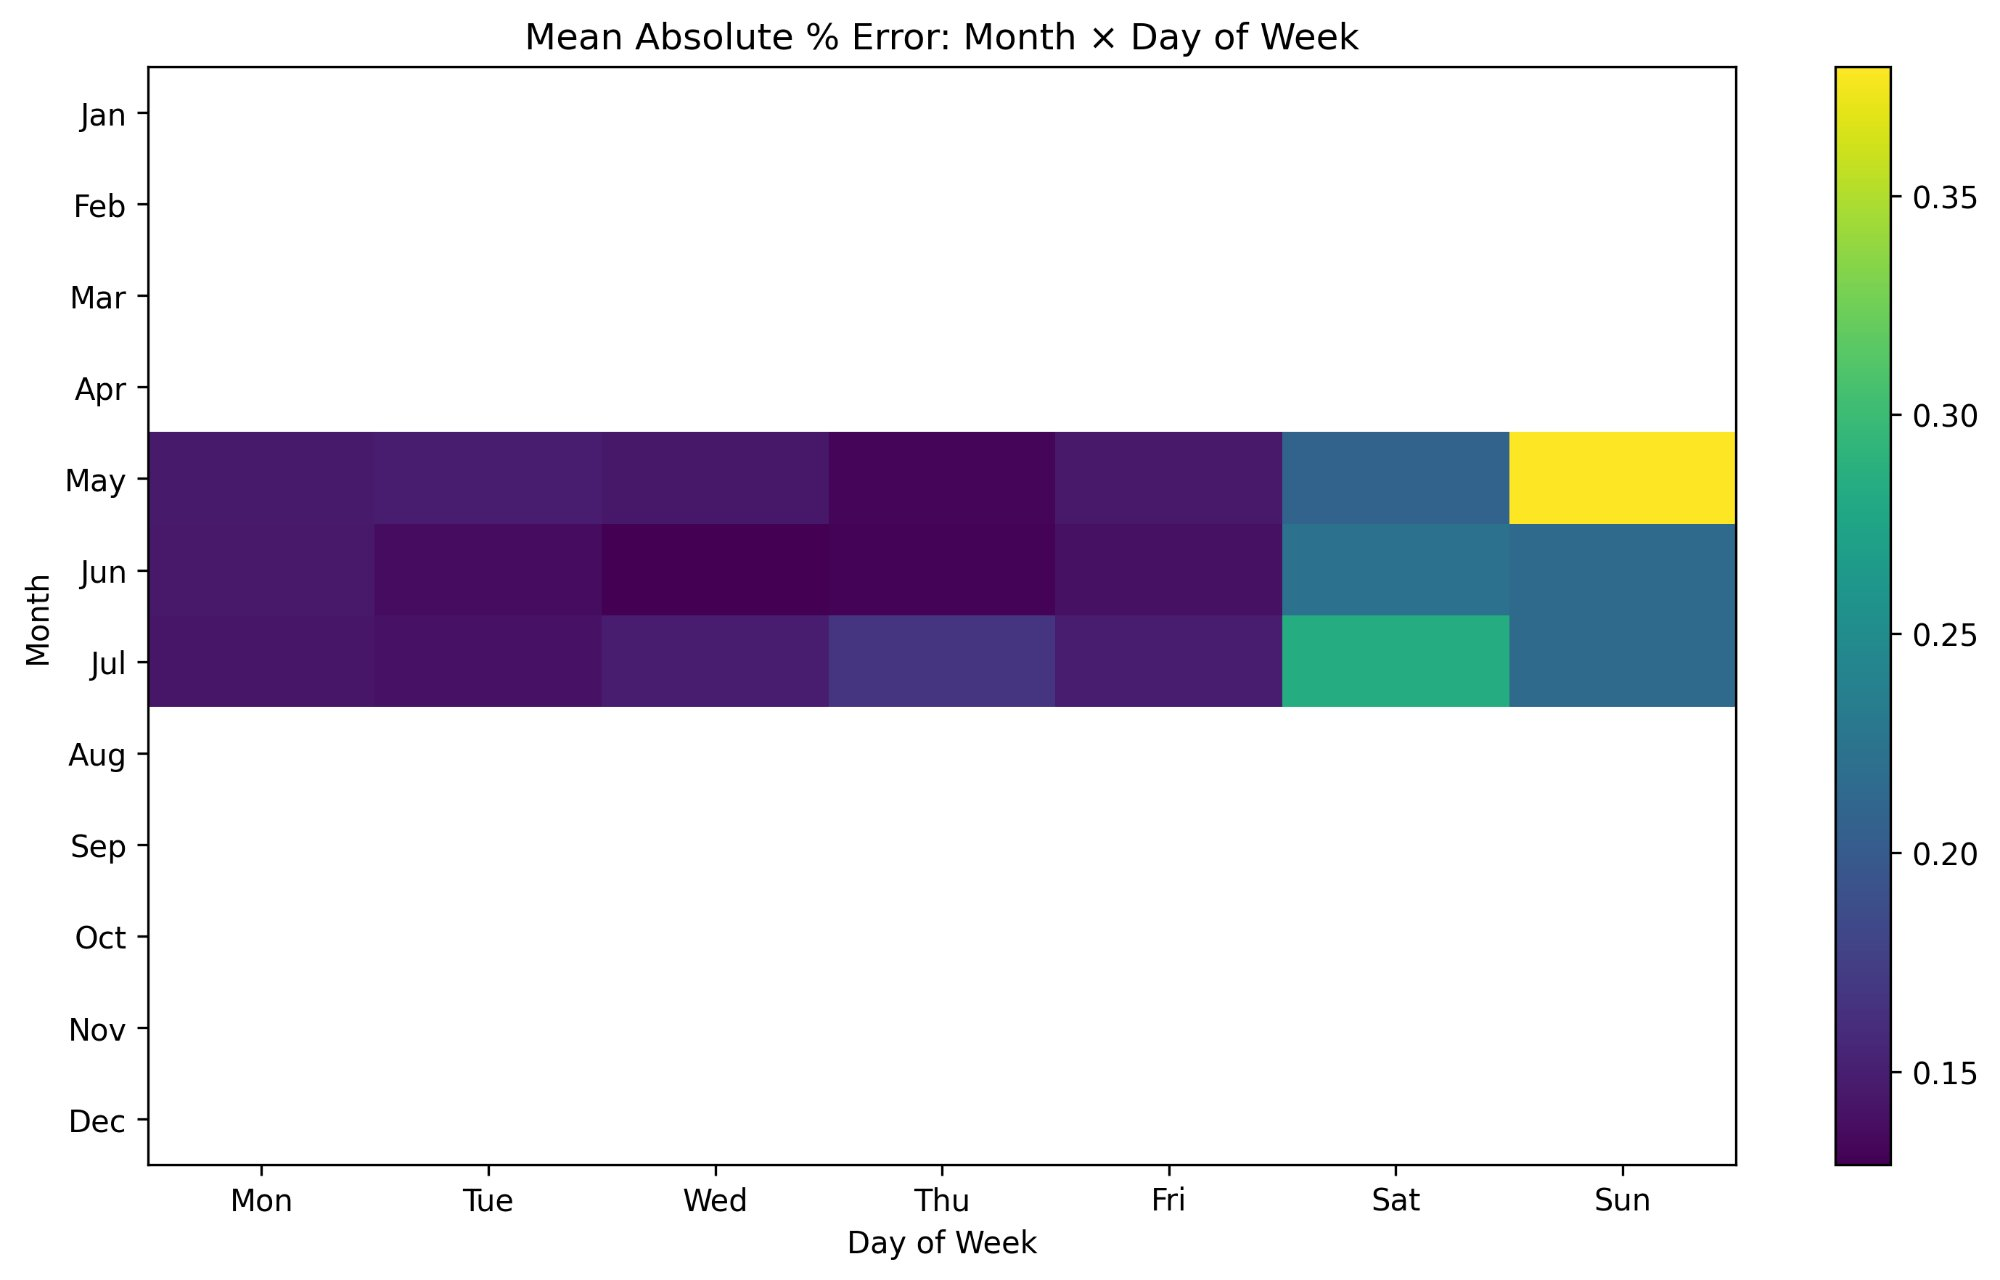 Mean Absolute % Error: Month × Day of Week
Jan
Feb
Mar
Apr
May
Jun
Jul
Aug
Sep
Oct
Nov
Dec
Month
Mon Tue Wed Thu Fri Sat Sun
Day of Week
0.35
0.30
0.25
0.20
0.15